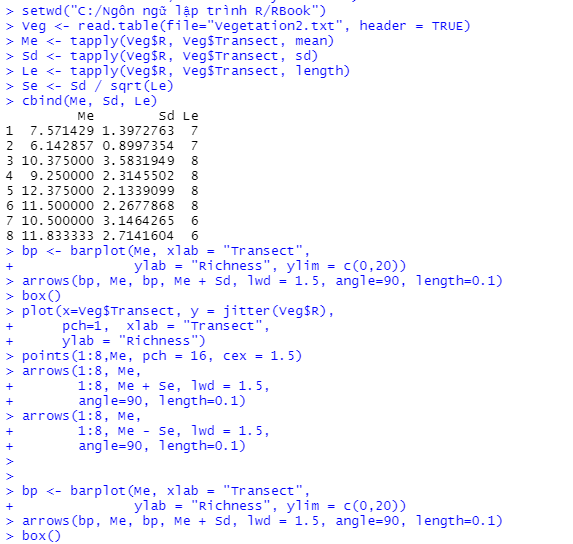 > setwd("C:/Ngôn ngữ lập trình R/RBook")
> Veg <- read.table(file="Vegetation2.txt", header = TRUE)
> Me <- tapply(Veg$R, Veg$Transect, mean)
> Sd <- tapply(Veg$R, Veg$Transect, sd)
> Le <- tapply(Veg$R, Veg$Transect, length)
> Se <- Sd / sqrt(Le)
> cbind(Me, Sd, Le)
         Me        Sd Le
1  7.571429 1.3972763  7
2  6.142857 0.8997354  7
3 10.375000 3.5831949  8
4  9.250000 2.3145502  8
5 12.375000 2.1339099  8
6 11.500000 2.2677868  8
7 10.500000 3.1464265  6
8 11.833333 2.7141604  6
> bp <- barplot(Me, xlab = "Transect",
+               ylab = "Richness", ylim = c(0,20))
> arrows(bp, Me, bp, Me + Sd, lwd = 1.5, angle=90, length=0.1)
> box()
> plot(x=Veg$Transect, y = jitter(Veg$R),
+      pch=1,  xlab = "Transect",
+      ylab = "Richness")
> points(1:8,Me, pch = 16, cex = 1.5)
> arrows(1:8, Me,
+        1:8, Me + Se, lwd = 1.5,
+        angle=90, length=0.1)
> arrows(1:8, Me,
+        1:8, Me - Se, lwd = 1.5,
+        angle=90, length=0.1)
>
>
> bp <- barplot(Me, xlab = "Transect",
+               ylab = "Richness", ylim = c(0,20))
> arrows(bp, Me, bp, Me + Sd, lwd = 1.5, angle=90, length=0.1)
> box()